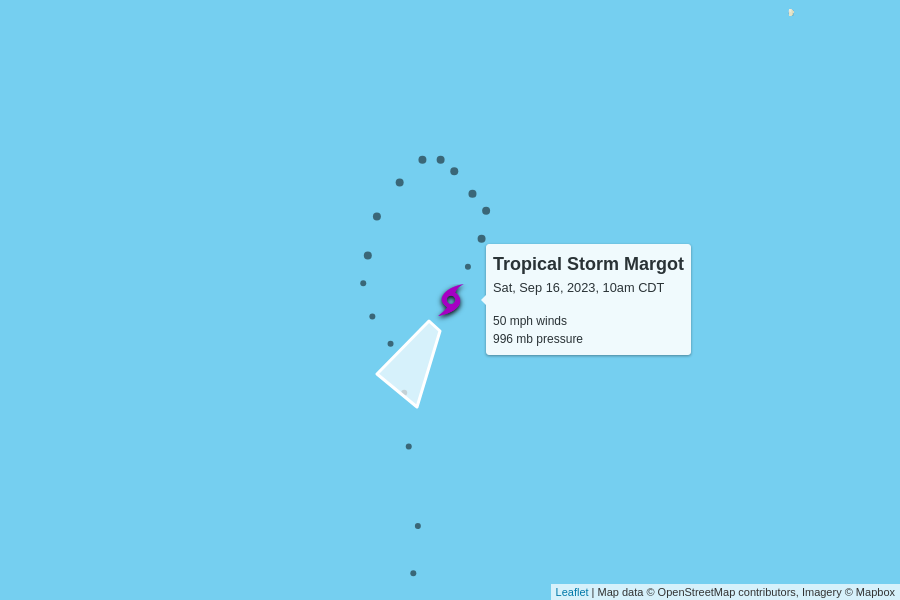 Tropical Storm Margot
Sat, Sep 16, 2023, 10am CDT
50 mph winds
996 mb pressure
Leaflet | Map data © OpenStreetMap contributors, Imagery © Mapbox